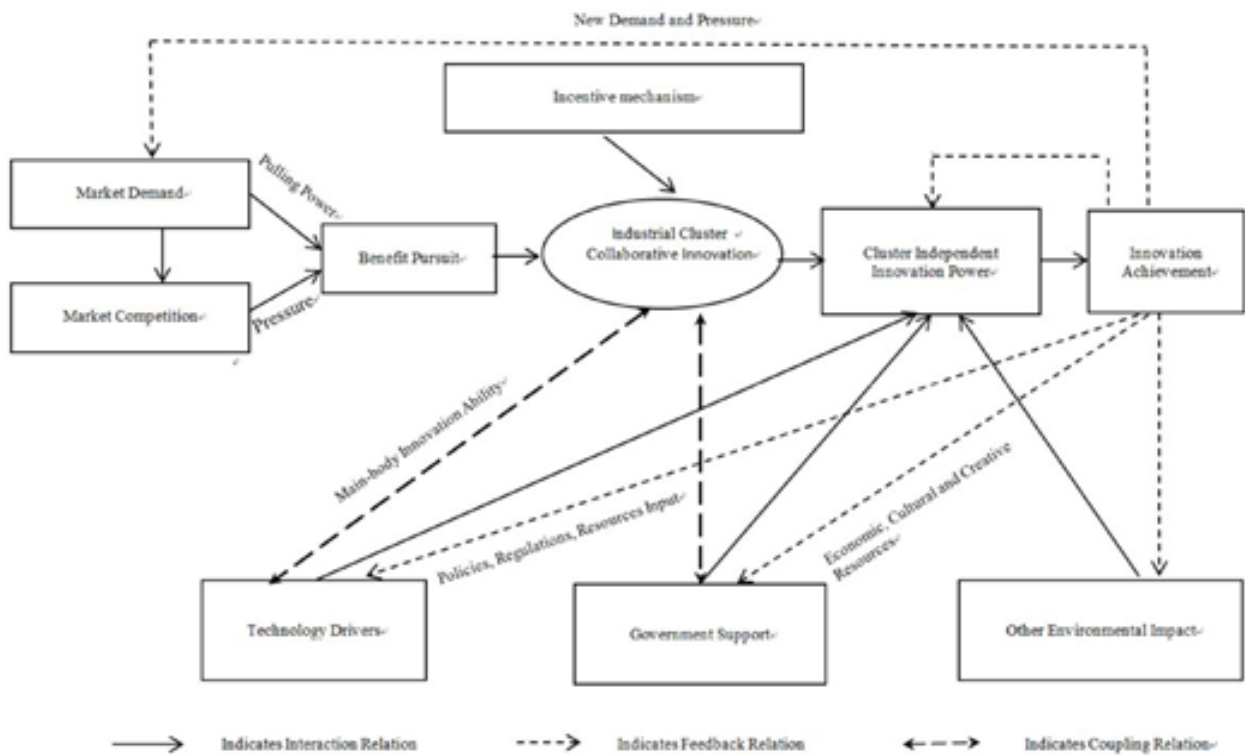 New Demand and Pressure
Incentive mechanism
Market Demand
Pulling Power
Benefit Pursuit
Industrial Cluster
Collaborative Innovation
Cluster Independent
Innovation Power
Innovation
Achievement
Market Competition
Pressure
Main-body Innovation Ability
Policies, Regulations, Resources Input
Economic, Cultural and Creative
Resources
Technology Drivers
Government Support
Other Environmental Impact
Indicates Interaction Relation
Indicates Feedback Relation
Indicates Coupling Relation